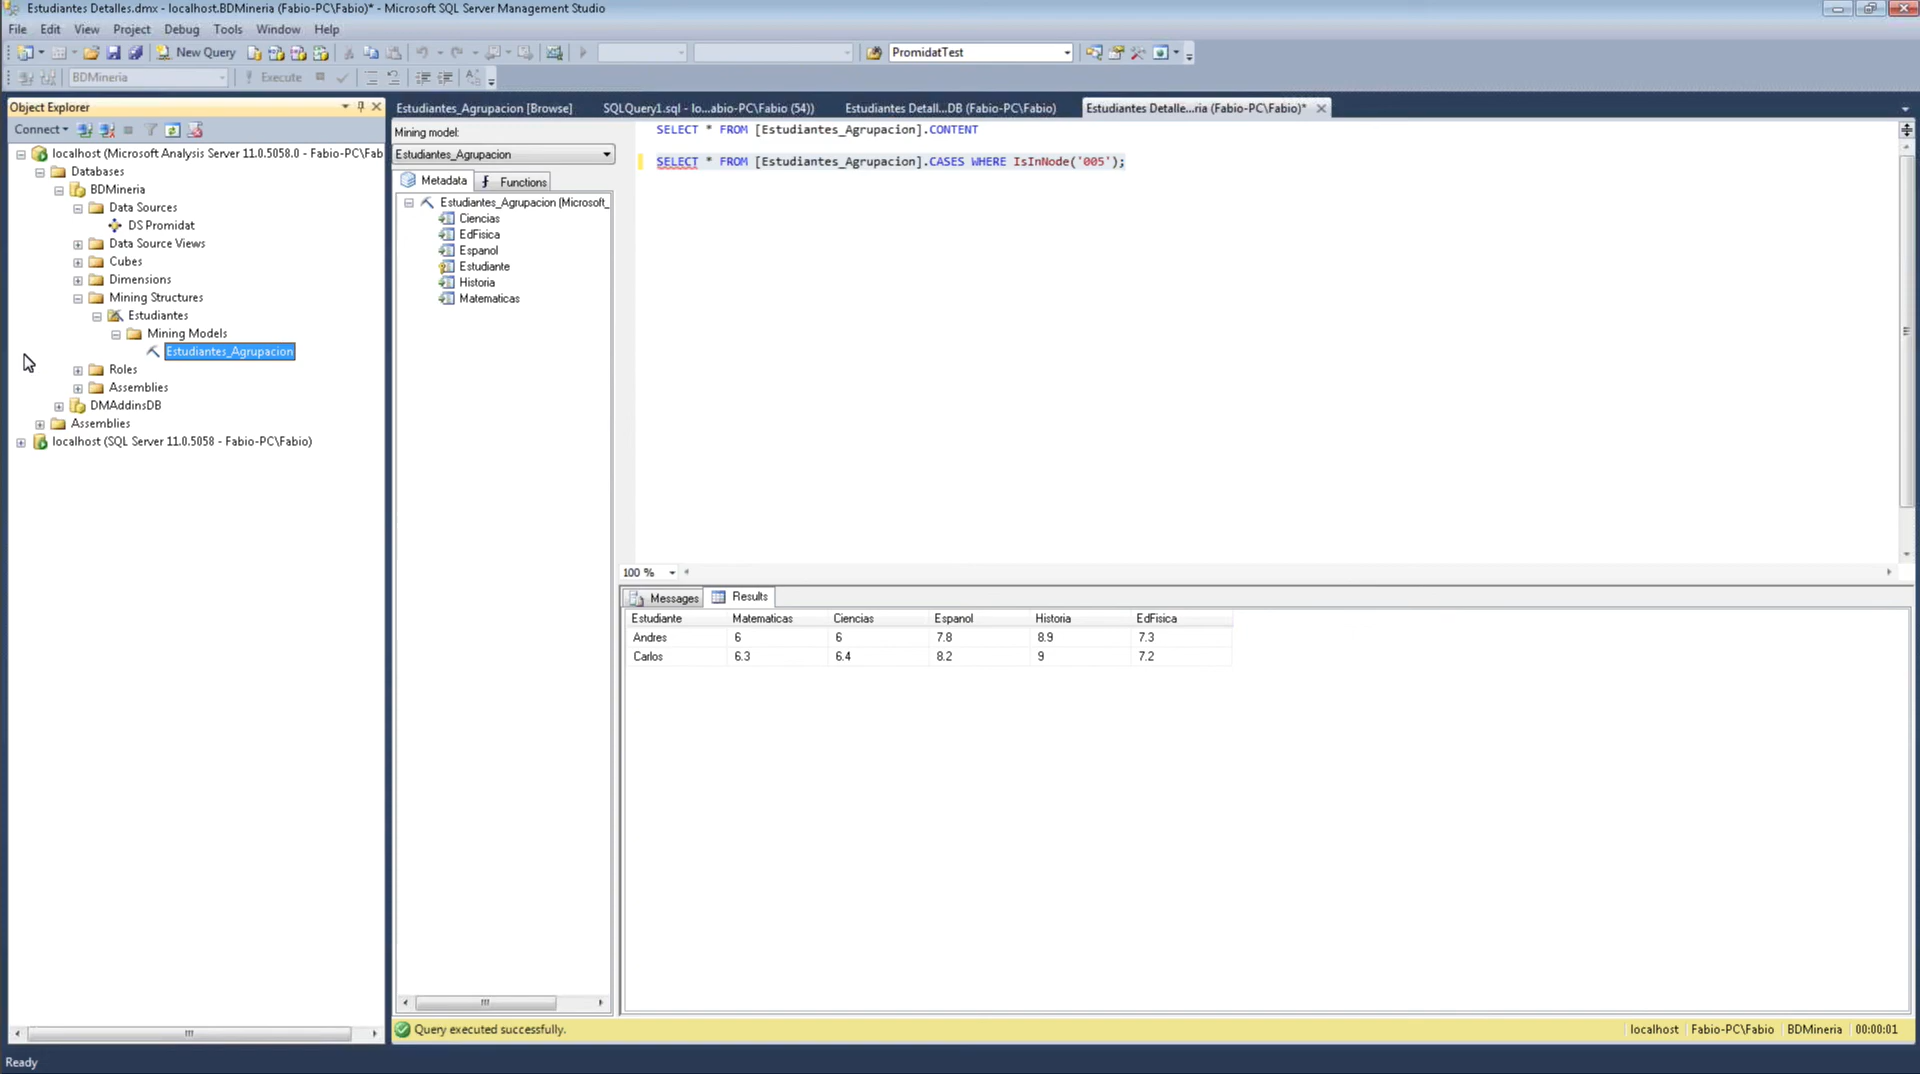 Estudiantes Detalles.dmx - localhost.BDMineria (Fabio-PC\Fabio)* - Microsoft SQL Server Management Studio
File Edit View Project Debug Tools Window Help
New Query PromidatTest
BDMineria Execute
Object Explorer
Connect
localhost (Microsoft Analysis Server 11.0.5058.0 - Fabio-PC\Fab
Databases
BDMineria
Data Sources
DS Promidat
Data Source Views
Cubes
Dimensions
Mining Structures
Estudiantes
Mining Models
Estudiantes_Agrupacion
Roles
Assemblies
DMAddinsDB
Assemblies
localhost (SQL Server 11.0.5058 - Fabio-PC\Fabio)
Estudiantes_Agrupacion [Browse] SQLQuery1.sql - lo...abio-PC\Fabio (54)) Estudiantes Detall...DB (Fabio-PC\Fabio) Estudiantes Detalle...ria (Fabio-PC\Fabio)*
Mining model:
Estudiantes_Agrupacion
Metadata Functions
Estudiantes_Agrupacion (Microsoft_
Ciencias
EdFisica
Espanol
Estudiante
Historia
Matematicas
SELECT * FROM [Estudiantes_Agrupacion].CONTENT
SELECT * FROM [Estudiantes_Agrupacion].CASES WHERE IsInNode('005');
100 %
Messages Results
Estudiante Matematicas Ciencias Espanol Historia EdFisica
Andres 6 6 7.8 8.9 7.3
Carlos 6.3 6.4 8.2 9 7.2
Query executed successfully. localhost Fabio-PC\Fabio BDMineria 00:00:01
Ready